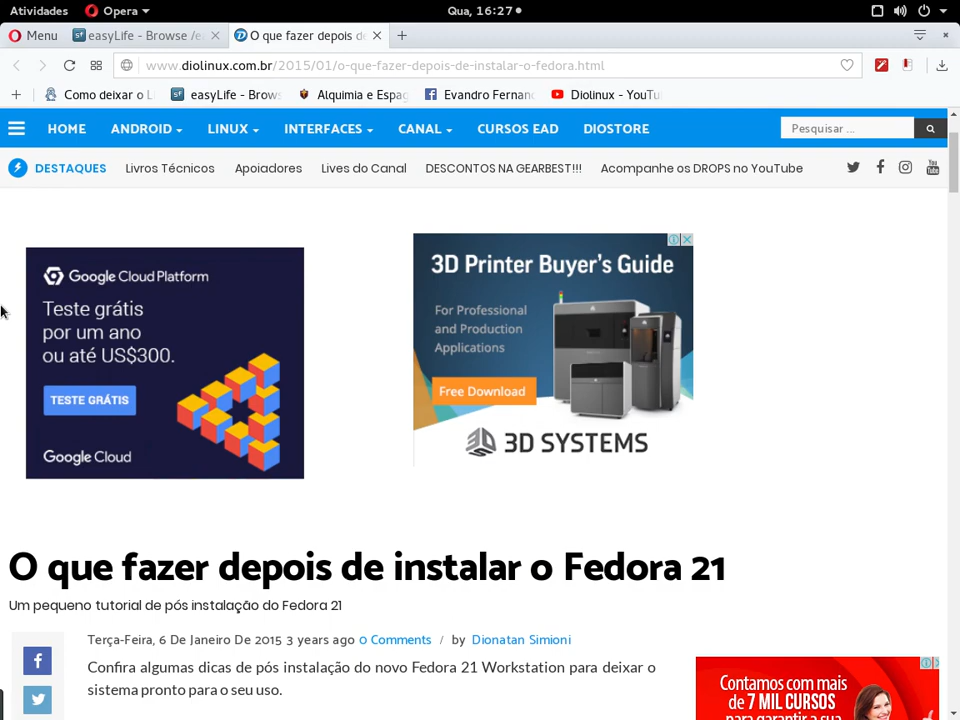 Atividades Opera Qua, 16:27
Menu easyLife - Browse /e O que fazer depois de
www.diolinux.com.br/2015/01/o-que-fazer-depois-de-instalar-o-fedora.html
Como deixar o L easyLife - Brows Alquimia e Espag Evandro Fernan Diolinux - YouTu
HOME ANDROID LINUX INTERFACES CANAL CURSOS EAD DIOSTORE Pesquisar ...
DESTAQUES Livros Técnicos Apoiadores Lives do Canal DESCONTOS NA GEARBEST!!! Acompanhe os DROPS no YouTube
Google Cloud Platform
Teste grátis
por um ano
ou até US$300.
TESTE GRÁTIS
Google Cloud
3D Printer Buyer's Guide
For Professional
and Production
Applications
Free Download
3D SYSTEMS
O que fazer depois de instalar o Fedora 21
Um pequeno tutorial de pós instalação do Fedora 21
Terça-Feira, 6 De Janeiro De 2015 3 years ago 0 Comments / by Dionatan Simioni
Confira algumas dicas de pós instalação do novo Fedora 21 Workstation para deixar o
sistema pronto para o seu uso.
Contamos com mais
de 7 MIL CURSOS
para garantir a sua